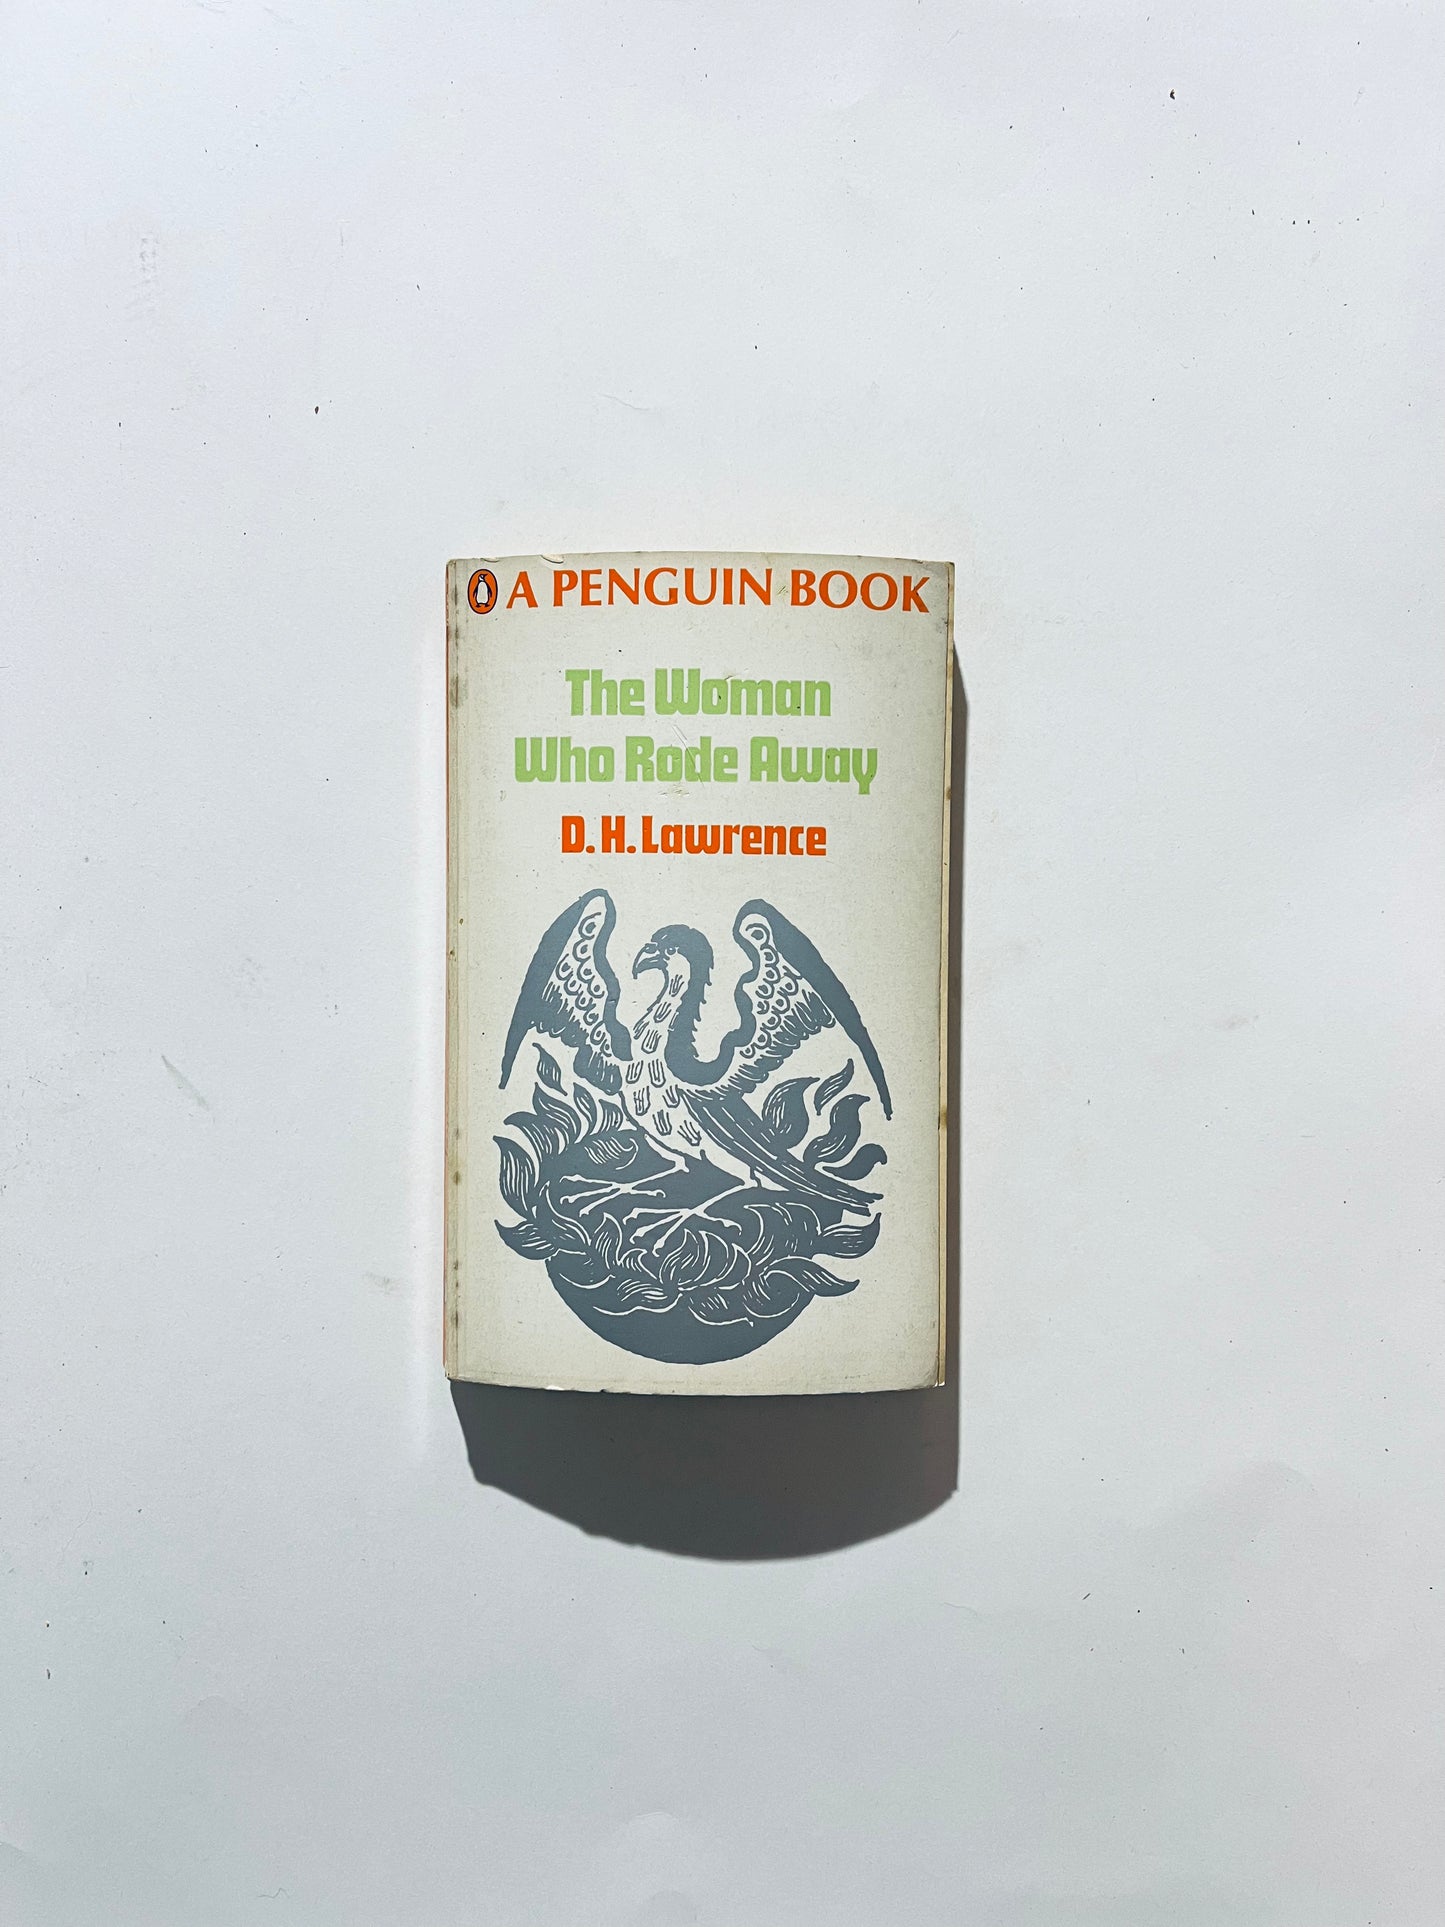 A PENGUIN BOOK
The Woman
Who Rode Away
D.H.Lawrence